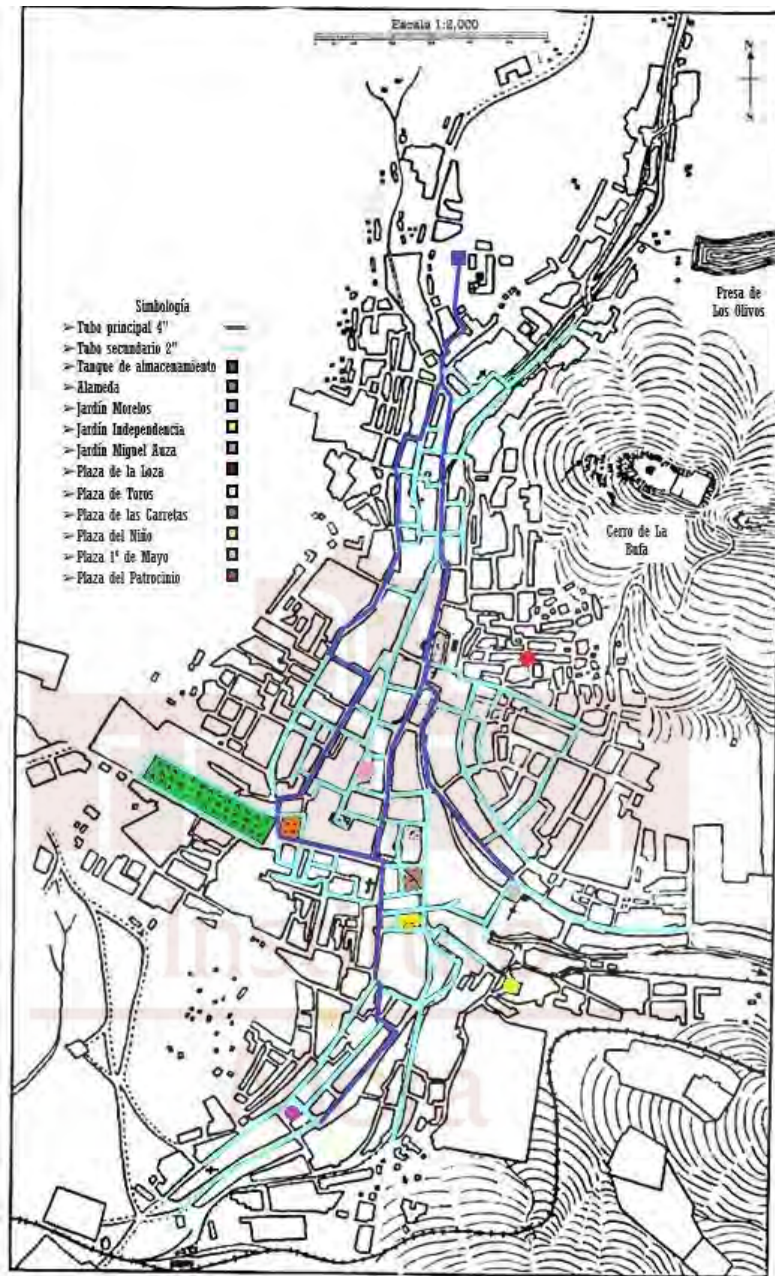 Escala 1:2,000
N
N
Presa de
Los Olivos
Simbología
➢ Tubo principal 4"
➢ Tubo secundario 2"
➢ Tanque de almacenamiento
➢ Alameda
➢ Jardín Morelos
➢ Jardín Independencia
➢ Jardín Miguel Auza
➢ Plaza de la Loza
➢ Plaza de Toros
➢ Plaza de las Carretas
➢ Plaza del Niño
➢ Plaza 1º de Mayo
➢ Plaza del Patrocinio
Cerro de La
Bufa
Instituto